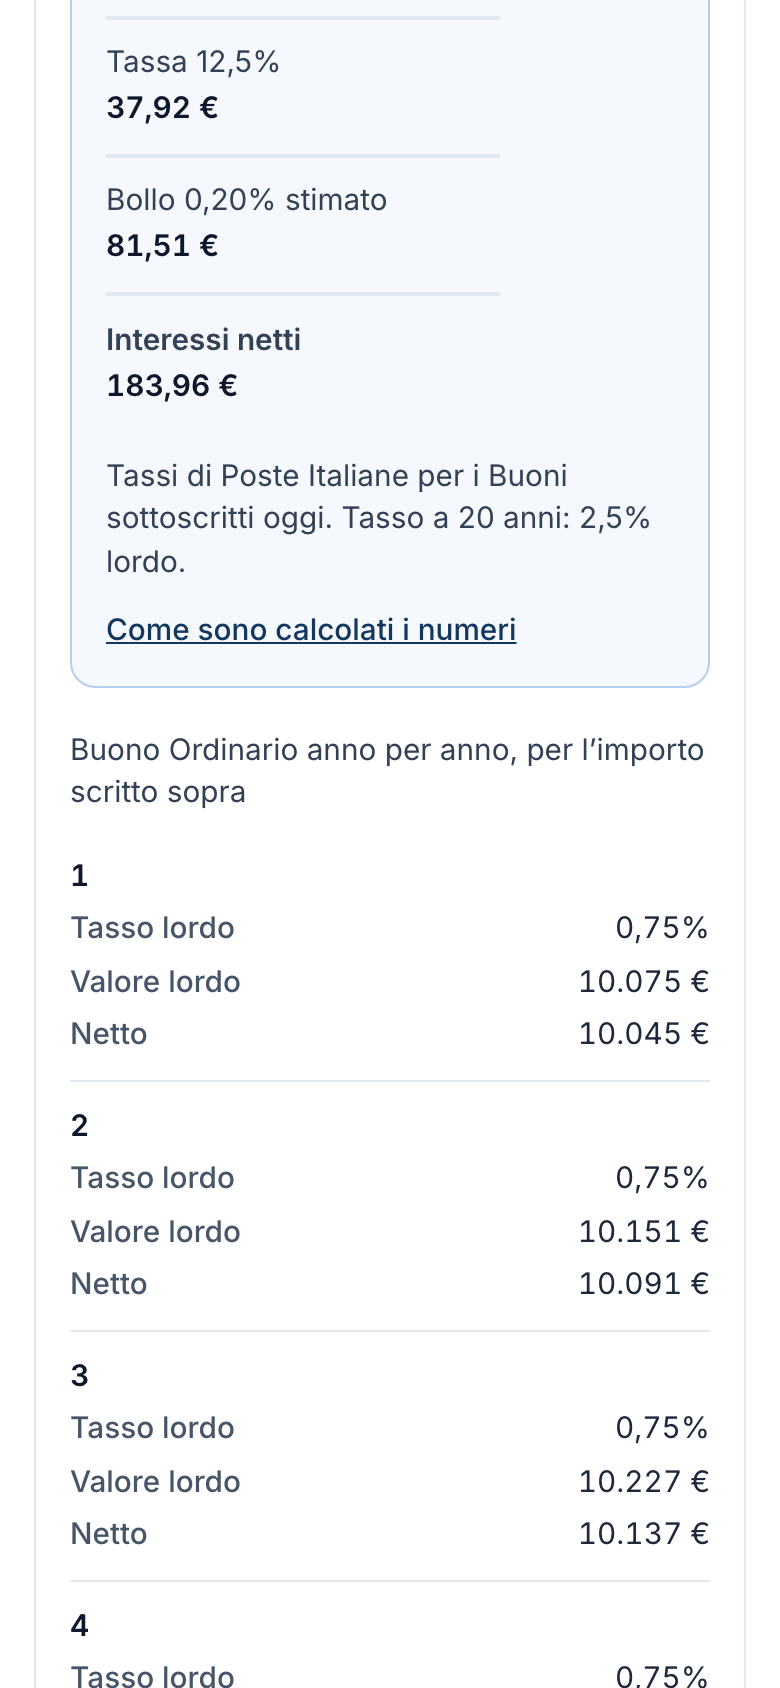 Tassa 12,5%
37,92 €
Bollo 0,20% stimato
81,51 €
Interessi netti
183,96 €
Tassi di Poste Italiane per i Buoni
sottoscritti oggi. Tasso a 20 anni: 2,5%
lordo.
Come sono calcolati i numeri
Buono Ordinario anno per anno, per l’importo
scritto sopra
1
Tasso lordo 0,75%
Valore lordo 10.075 €
Netto 10.045 €
2
Tasso lordo 0,75%
Valore lordo 10.151 €
Netto 10.091 €
3
Tasso lordo 0,75%
Valore lordo 10.227 €
Netto 10.137 €
4
Tasso lordo 0,75%